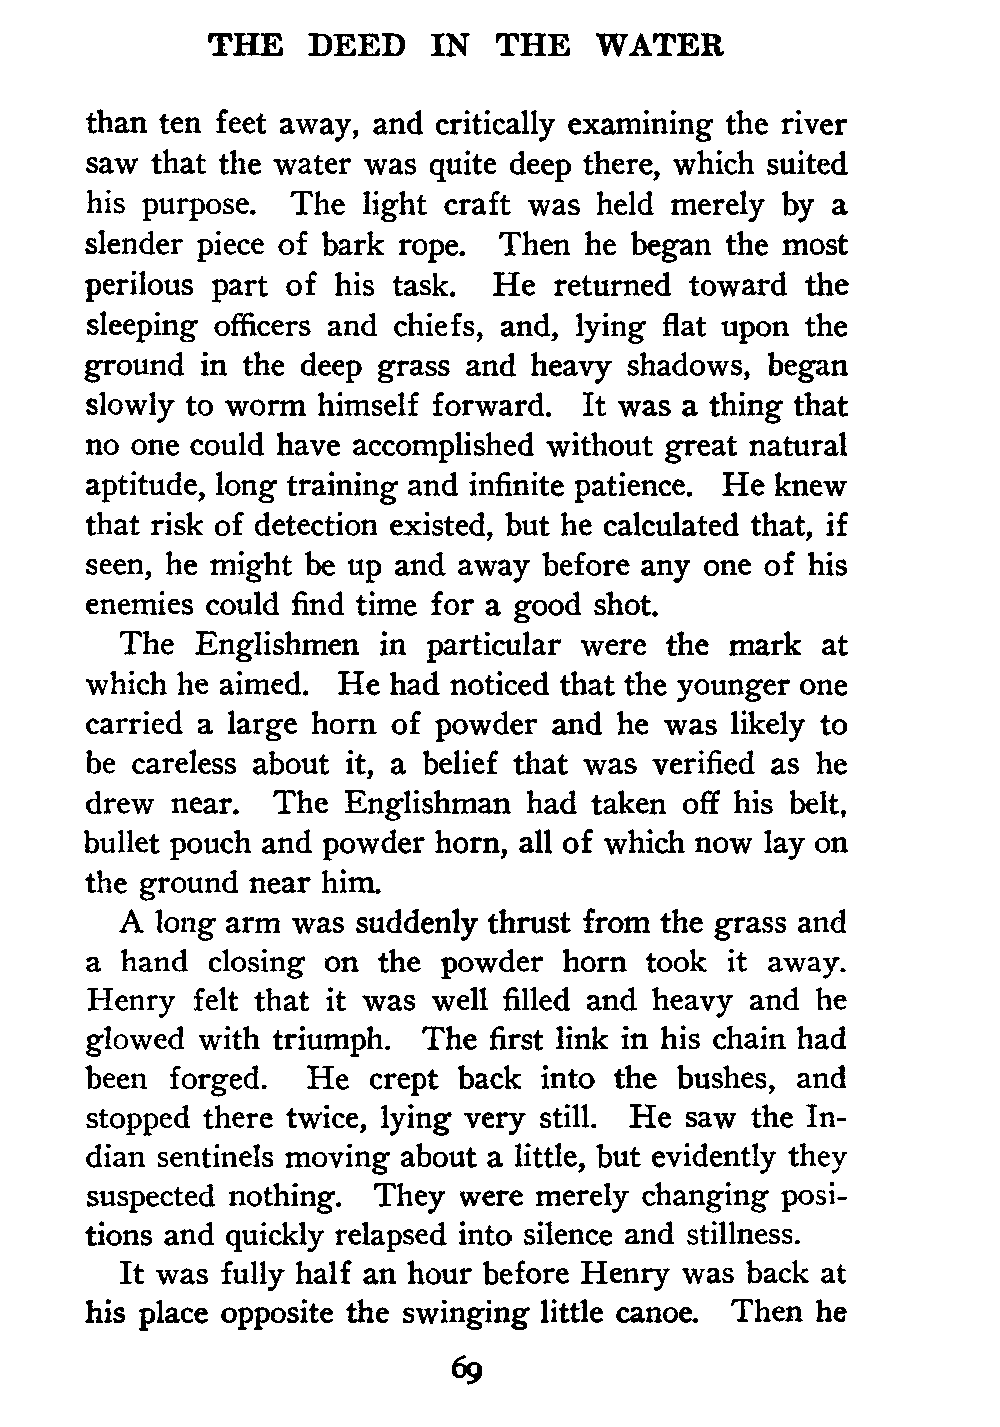 THE DEED IN THE WATER
than ten feet away, and critically examining the river
saw that the water was quite deep there, which suited
his purpose. The light craft was held merely by a
slender piece of bark rope. Then he began the most
perilous part of his task. He returned toward the
sleeping officers and chiefs, and, lying flat upon the
ground in the deep grass and heavy shadows, began
slowly to worm himself forward. It was a thing that
no one could have accomplished without great natural
aptitude, long training and infinite patience. He knew
that risk of detection existed, but he calculated that, if
seen, he might be up and away before any one of his
enemies could find time for a good shot.
The Englishmen in particular were the mark at
which he aimed. He had noticed that the younger one
carried a large horn of powder and he was likely to
be careless about it, a belief that was verified as he
drew near. The Englishman had taken off his belt,
bullet pouch and powder horn, all of which now lay on
the ground near him.
A long arm was suddenly thrust from the grass and
a hand closing on the powder horn took it away.
Henry felt that it was well filled and heavy and he
glowed with triumph. The first link in his chain had
been forged. He crept back into the bushes, and
stopped there twice, lying very still. He saw the In-
dian sentinels moving about a little, but evidently they
suspected nothing. They were merely changing posi-
tions and quickly relapsed into silence and stillness.
It was fully half an hour before Henry was back at
his place opposite the swinging little canoe. Then he
69